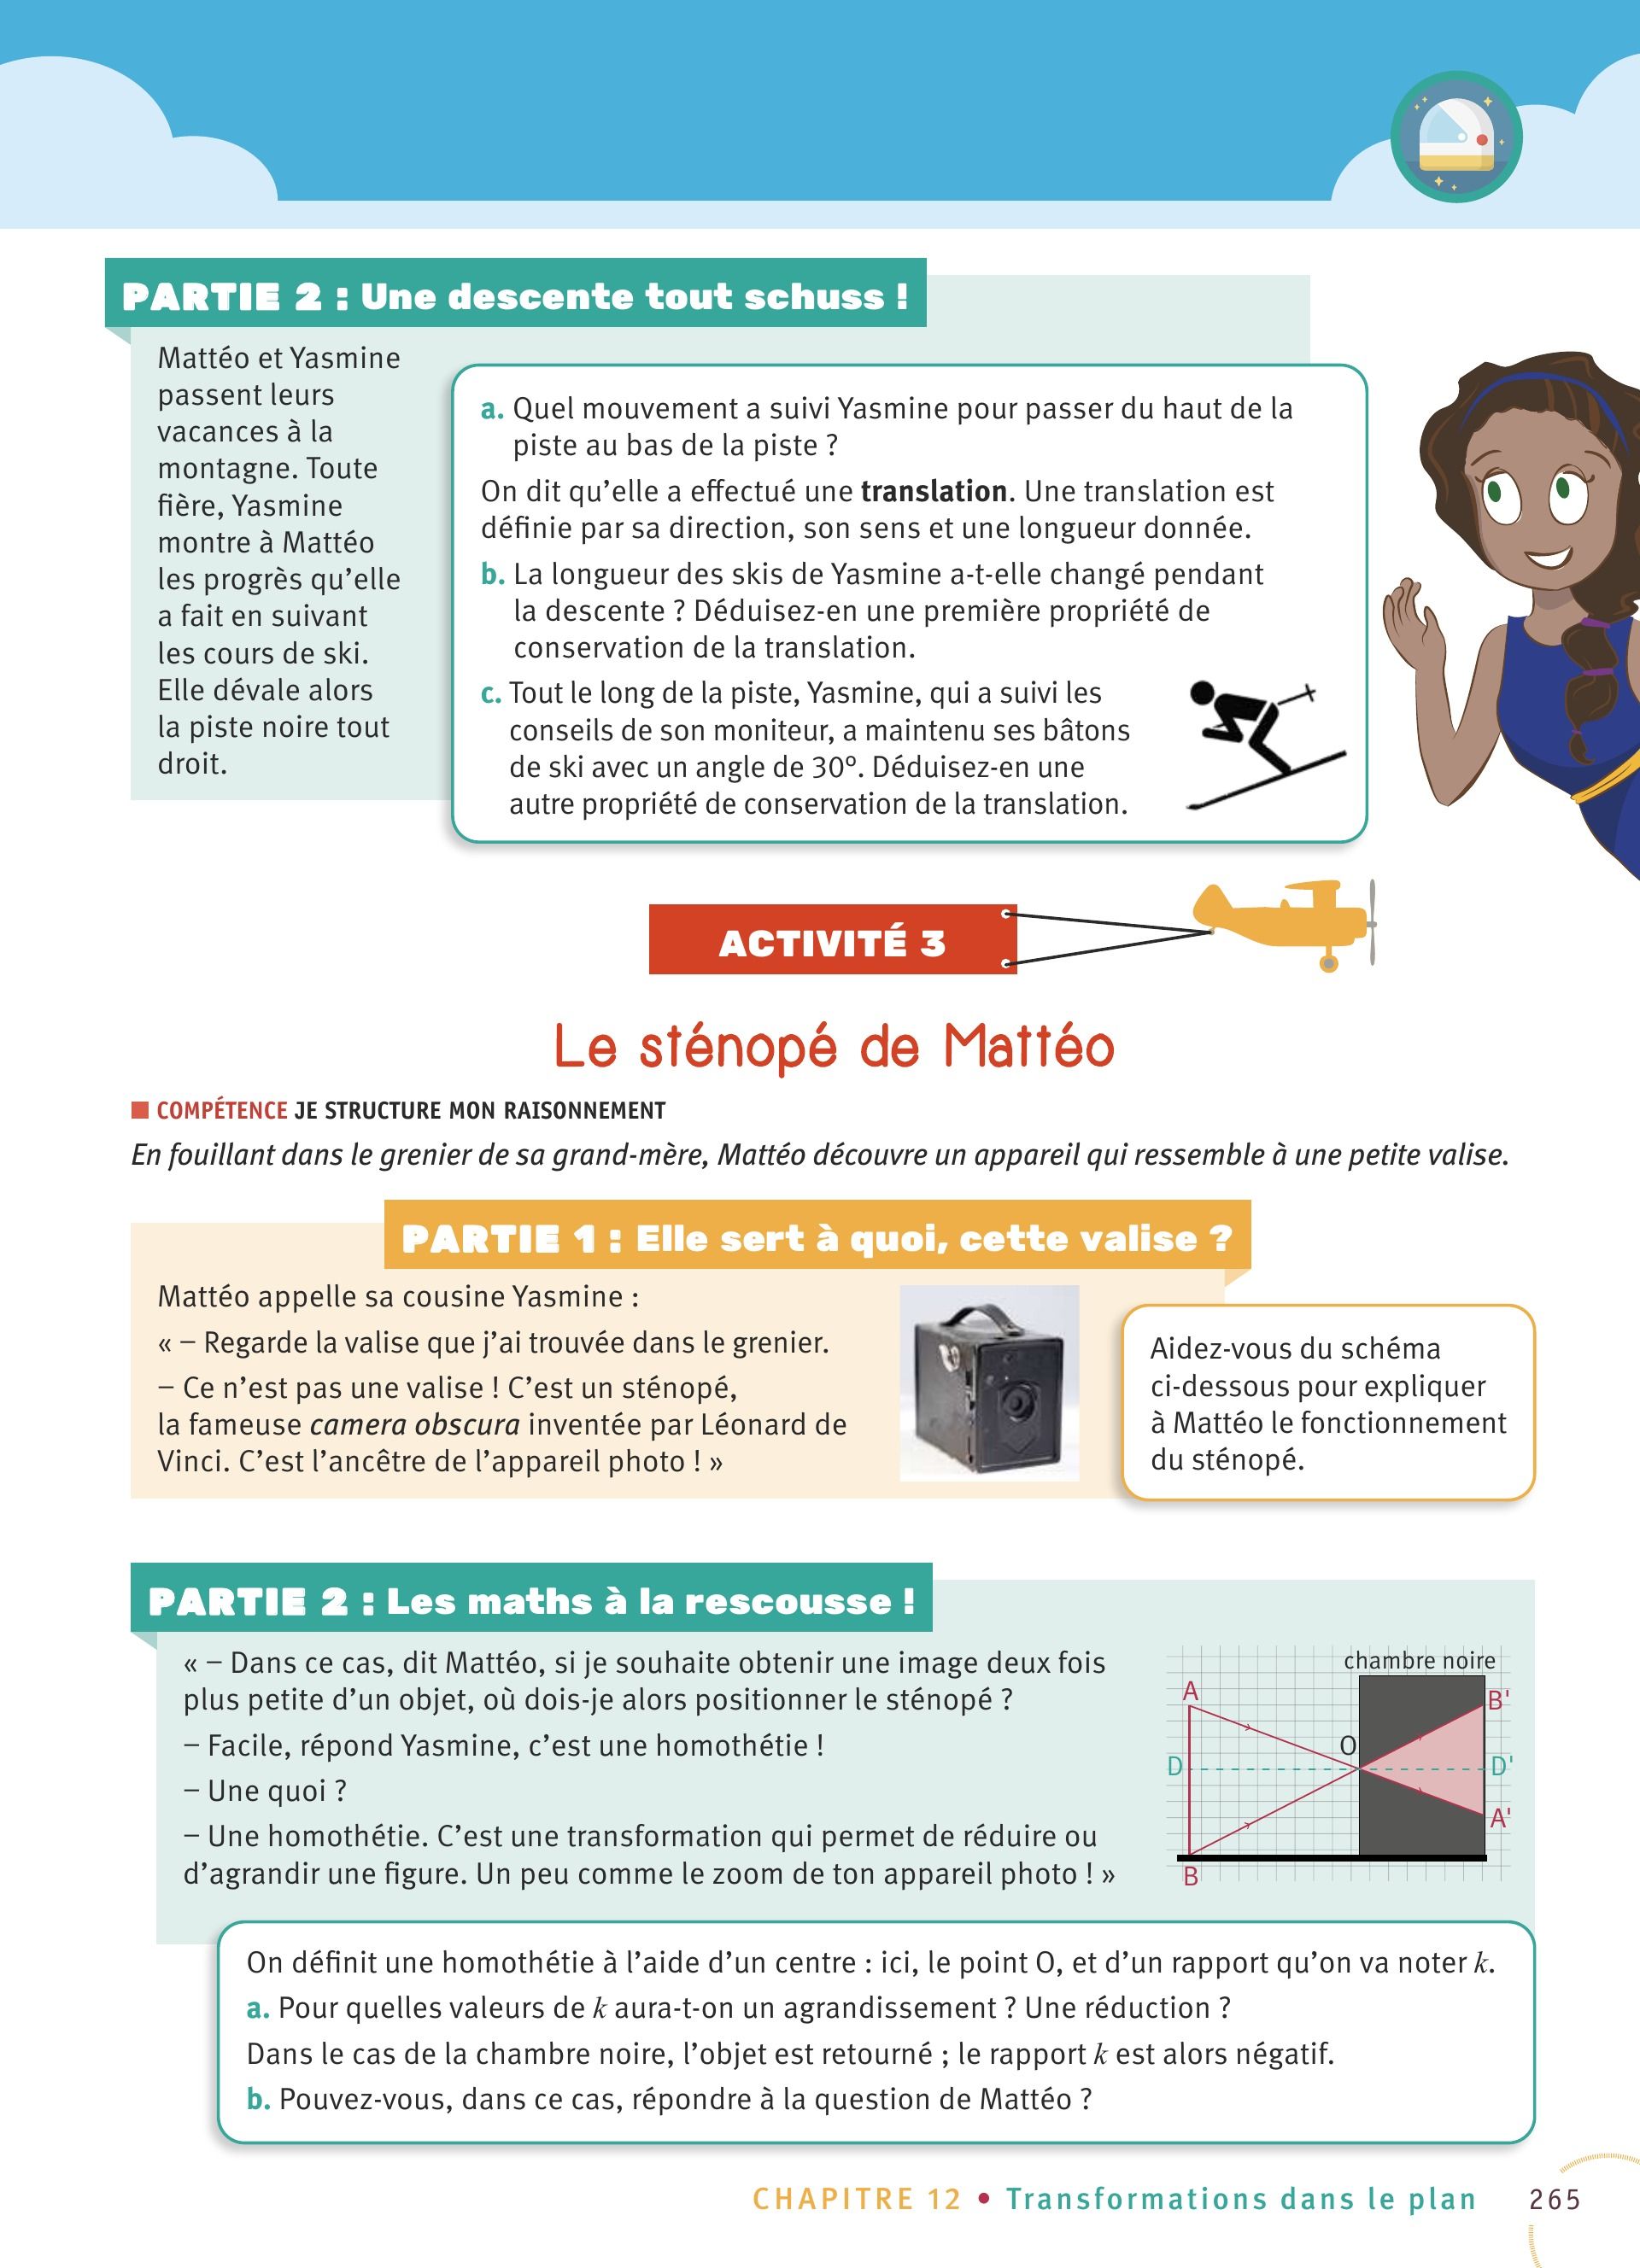 PARTIE 2 : Une descente tout schuss !
Mattéo et Yasmine
passent leurs
vacances à la
montagne. Toute
fière, Yasmine
montre à Mattéo
les progrès qu'elle
a fait en suivant
les cours de ski.
Elle dévale alors
la piste noire tout
droit.
a. Quel mouvement a suivi Yasmine pour passer du haut de la
piste au bas de la piste ?
On dit qu'elle a effectué une translation. Une translation est
définie par sa direction, son sens et une longueur donnée.
b. La longueur des skis de Yasmine a-t-elle changé pendant
la descente ? Déduisez-en une première propriété de
conservation de la translation.
c. Tout le long de la piste, Yasmine, qui a suivi les
conseils de son moniteur, a maintenu ses bâtons
de ski avec un angle de 30°. Déduisez-en une
autre propriété de conservation de la translation.
ACTIVITÉ 3
Le sténopé de Mattéo
COMPÉTENCE JE STRUCTURE MON RAISONNEMENT
En fouillant dans le grenier de sa grand-mère, Mattéo découvre un appareil qui ressemble à une petite valise.
PARTIE 1 : Elle sert à quoi, cette valise ?
Mattéo appelle sa cousine Yasmine :
« – Regarde la valise que j'ai trouvée dans le grenier.
– Ce n'est pas une valise ! C'est un sténopé,
la fameuse camera obscura inventée par Léonard de
Vinci. C'est l'ancêtre de l'appareil photo ! »
Aidez-vous du schéma
ci-dessous pour expliquer
à Mattéo le fonctionnement
du sténopé.
PARTIE 2 : Les maths à la rescousse !
« – Dans ce cas, dit Mattéo, si je souhaite obtenir une image deux fois
plus petite d'un objet, où dois-je alors positionner le sténopé ?
– Facile, répond Yasmine, c'est une homothétie !
– Une quoi ?
– Une homothétie. C'est une transformation qui permet de réduire ou
d'agrandir une figure. Un peu comme le zoom de ton appareil photo ! »
chambre noire
A
B'
O
D
D'
A'
B
On définit une homothétie à l'aide d'un centre : ici, le point O, et d'un rapport qu'on va noter k.
a. Pour quelles valeurs de k aura-t-on un agrandissement ? Une réduction ?
Dans le cas de la chambre noire, l'objet est retourné ; le rapport k est alors négatif.
b. Pouvez-vous, dans ce cas, répondre à la question de Mattéo ?
CHAPITRE 12 • Transformations dans le plan 265